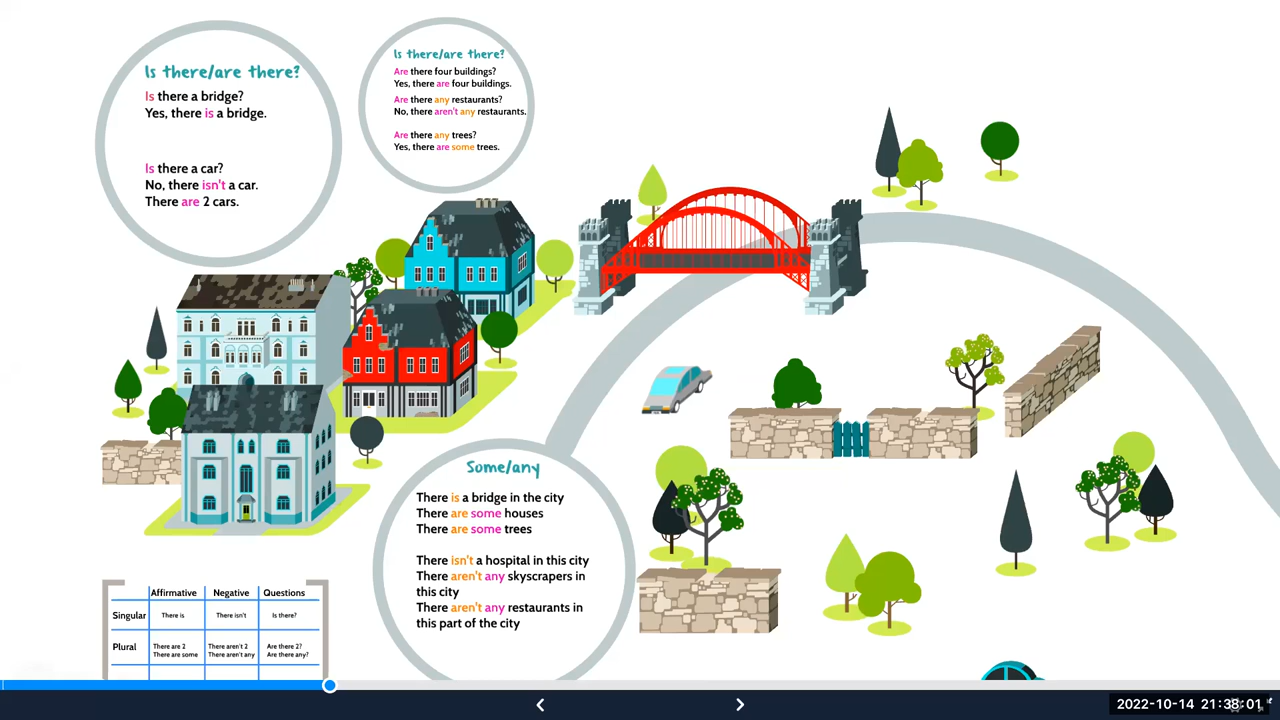 Is there/are there?
Is there a bridge?
Yes, there is a bridge.
Is there a car?
No, there isn't a car.
There are 2 cars.
Is there/are there?
Are there four buildings?
Yes, there are four buildings.
Are there any restaurants?
No, there aren't any restaurants.
Are there any trees?
Yes, there are some trees.
Some/any
There is a bridge in the city
There are some houses
There are some trees
There isn't a hospital in this city
There aren't any skyscrapers in
this city
There aren't any restaurants in
this part of the city
Affirmative Negative Questions
Singular There is There isn't Is there?
Plural There are 2 There aren't 2 Are there 2?
There are some There aren't any Are there any?
2022-10-14 21:38:01